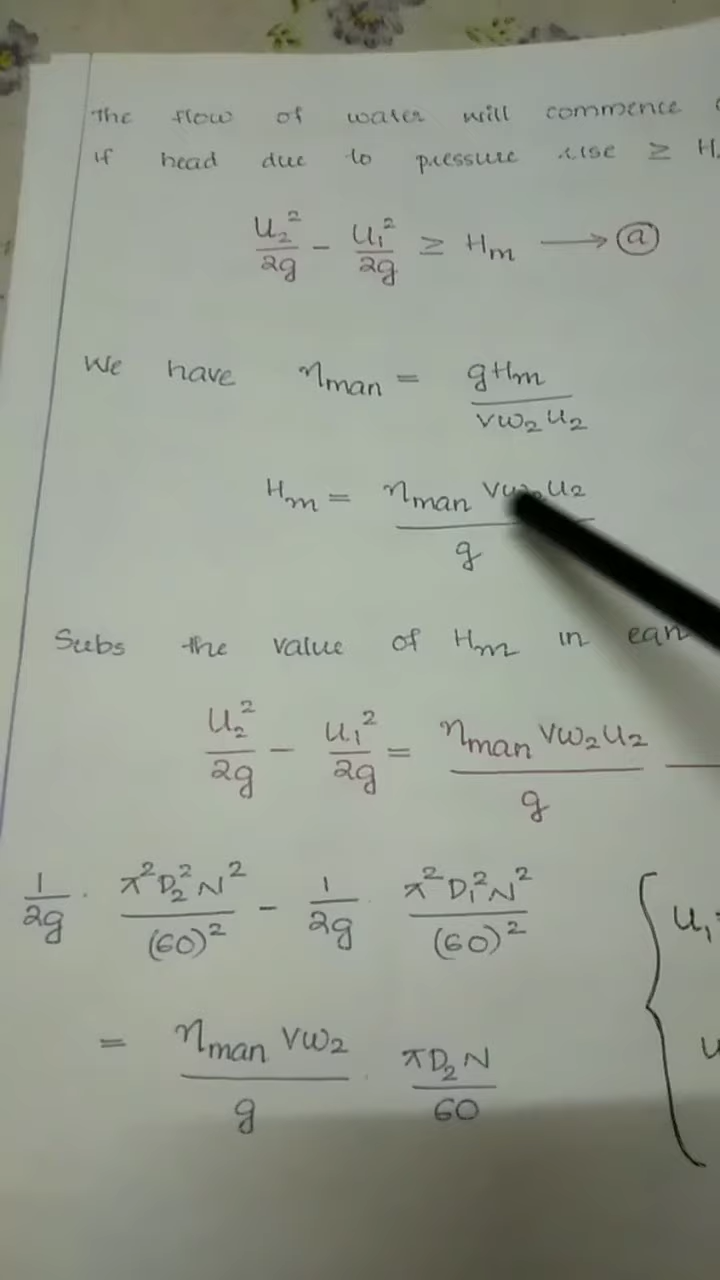 The flow of water will commence
if head due to pressure rise ≥ H
U₂²/2g - U₁²/2g ≥ Hm → ⓐ
We have ηman = gHm / Vw₂U₂
Hm = ηman Vw₂U₂ / g
Subs the value of Hm in ean
U₂²/2g - U₁²/2g = ηman Vw₂U₂ / g
1/2g . π²D₂²N²/(60)² - 1/2g . π²D₁²N²/(60)² { U₁
= ηman Vw₂ / g . πD₂N / 60